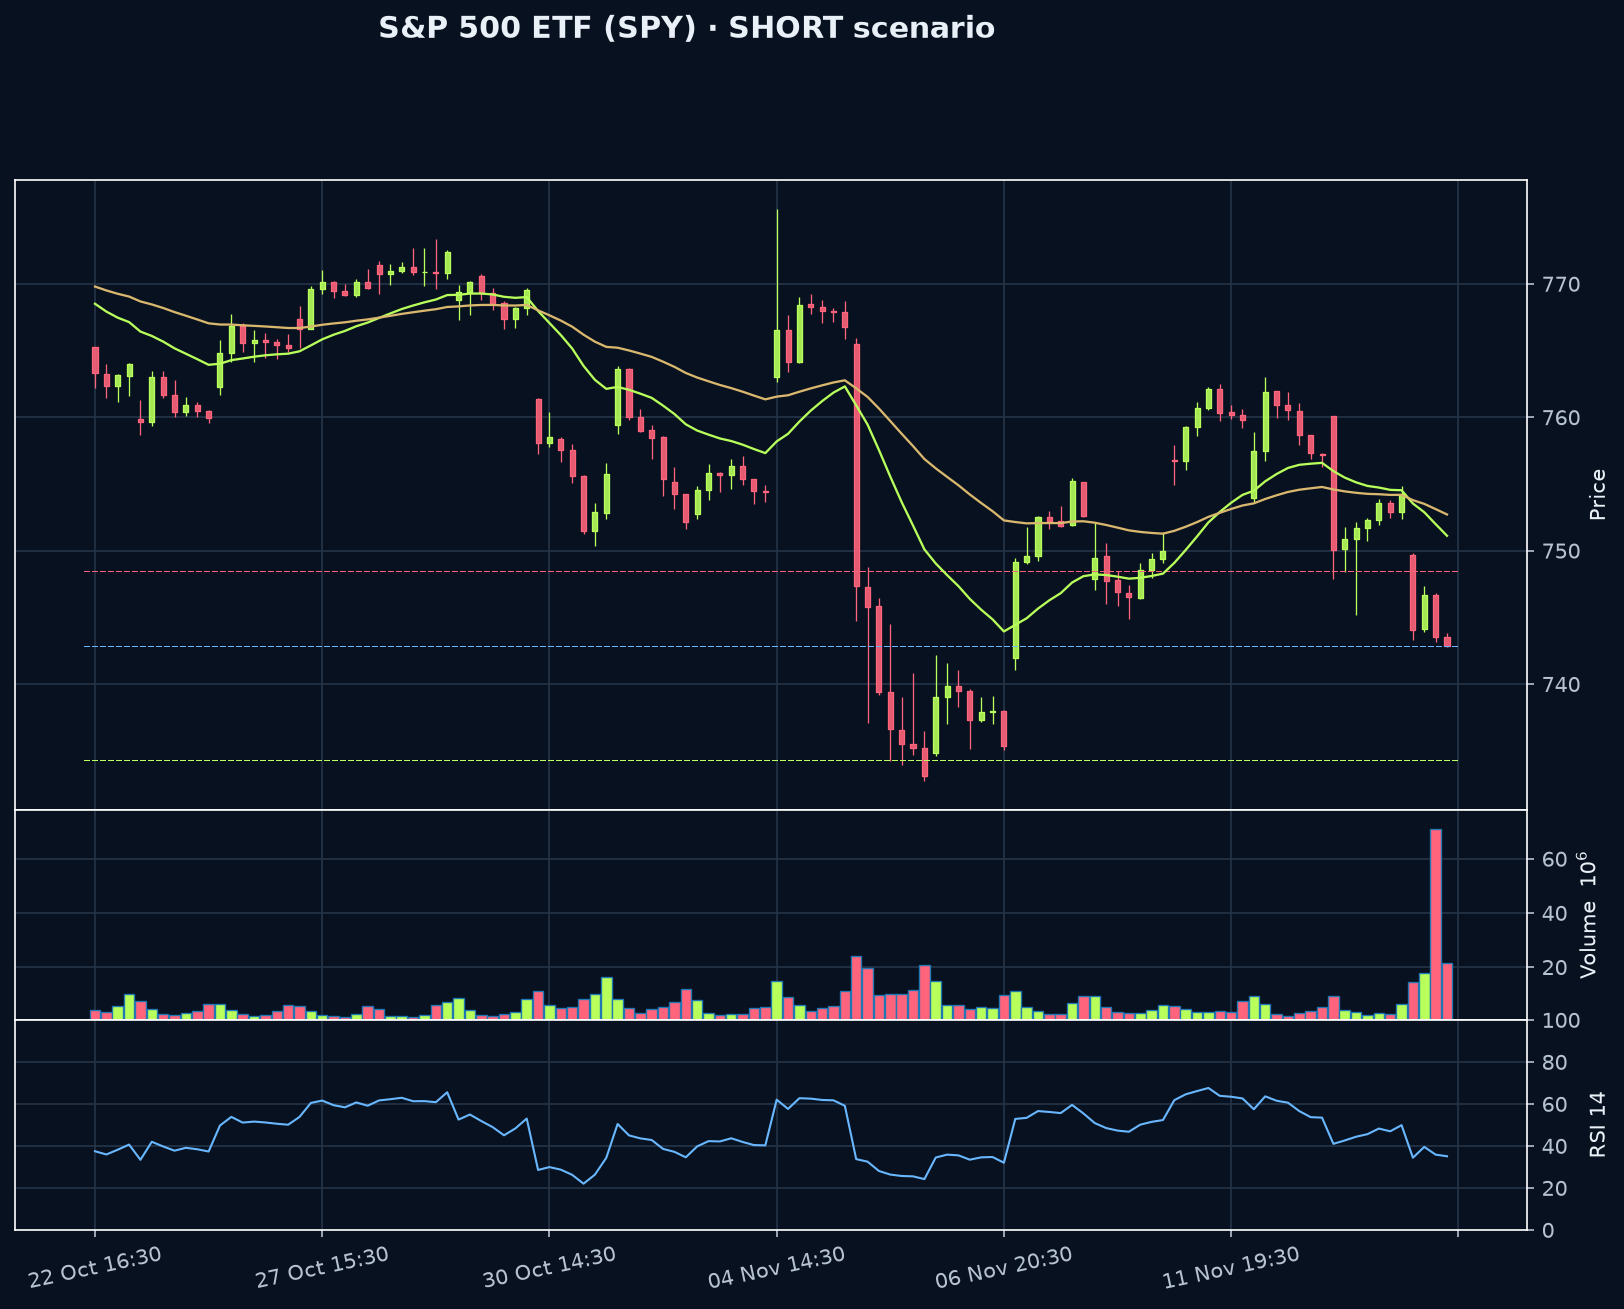 S&P 500 ETF (SPY) · SHORT scenario
770
760
750
740
Price
60
40
20
Volume 10⁶
100
80
60
40
20
0
RSI 14
22 Oct 16:30
27 Oct 15:30
30 Oct 14:30
04 Nov 14:30
06 Nov 20:30
11 Nov 19:30